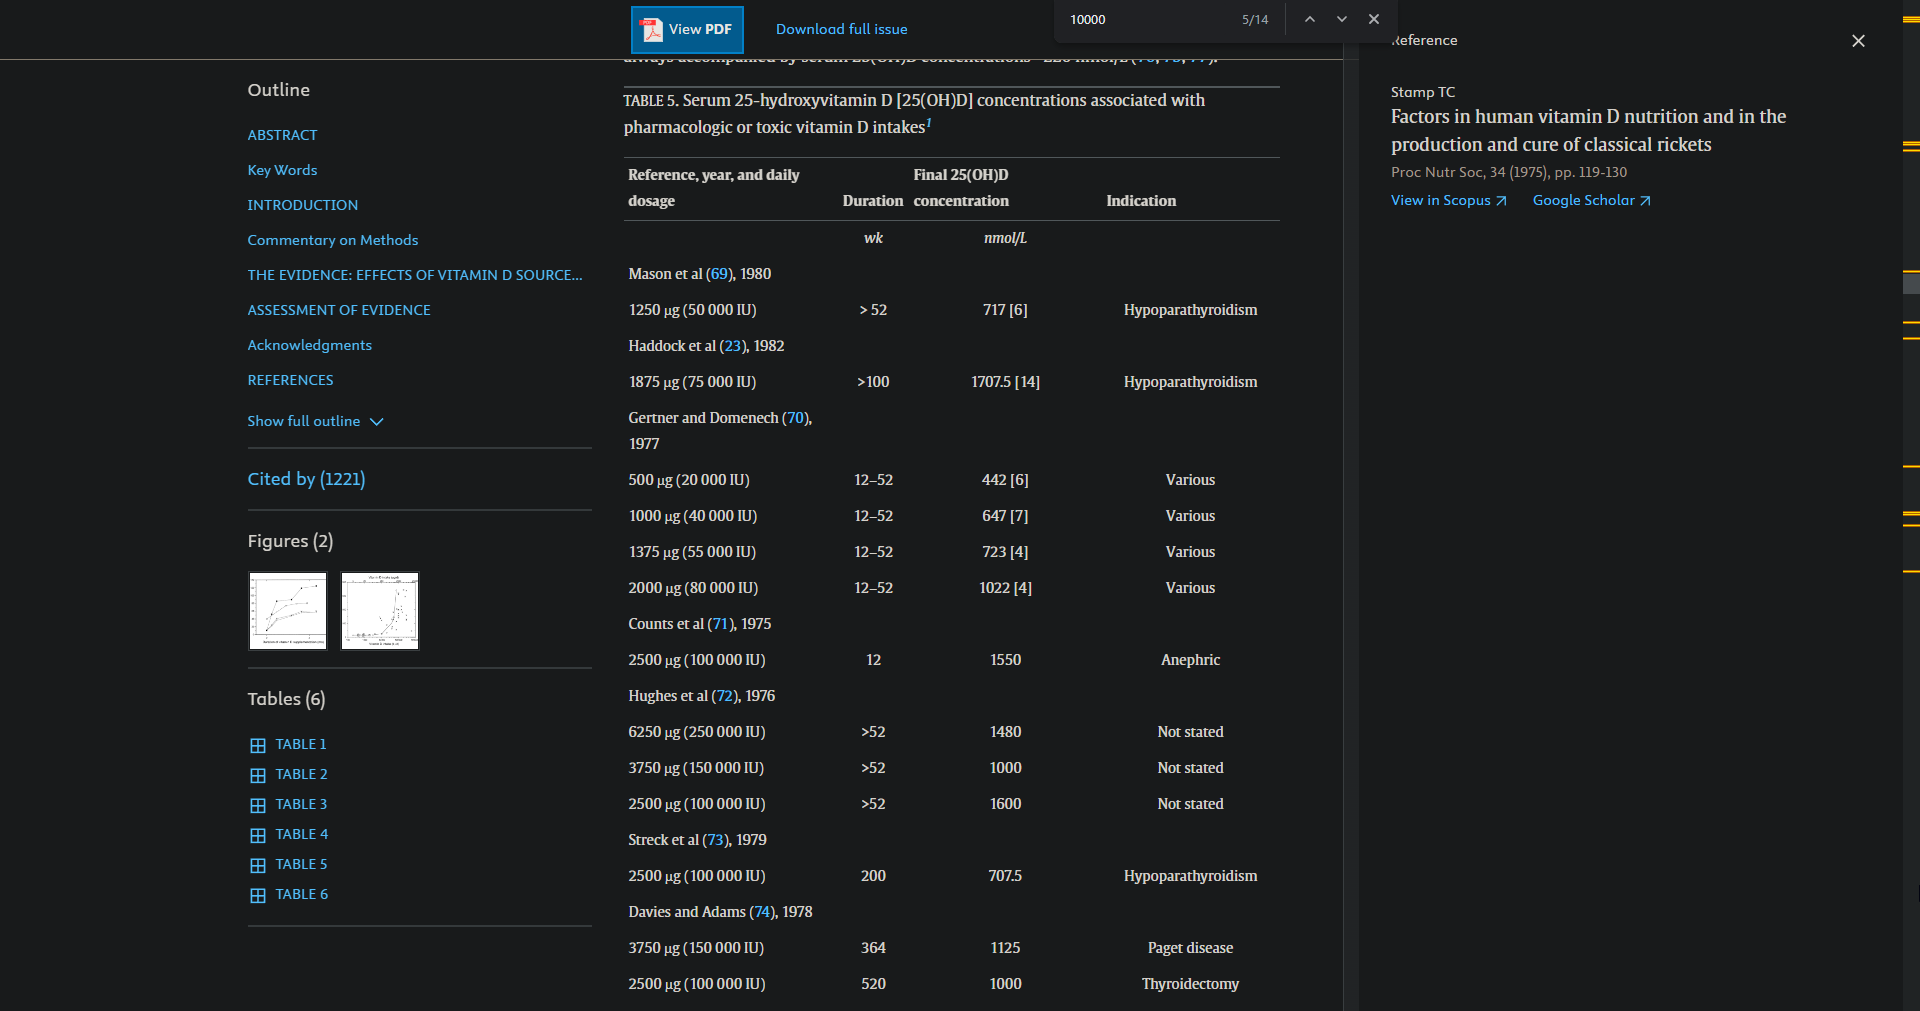 View PDF
Download full issue
10000
5/14
TABLE 5. Serum 25-hydroxyvitamin D [25(OH)D] concentrations associated with
pharmacologic or toxic vitamin D intakes1
Reference, year, and daily dosage Duration Final 25(OH)D concentration Indication
wk nmol/L
Mason et al (69), 1980
1250 μg (50 000 IU) > 52 717 [6] Hypoparathyroidism
Haddock et al (23), 1982
1875 μg (75 000 IU) >100 1707.5 [14] Hypoparathyroidism
Gertner and Domenech (70),
1977
500 μg (20 000 IU) 12–52 442 [6] Various
1000 μg (40 000 IU) 12–52 647 [7] Various
1375 μg (55 000 IU) 12–52 723 [4] Various
2000 μg (80 000 IU) 12–52 1022 [4] Various
Counts et al (71), 1975
2500 μg (100 000 IU) 12 1550 Anephric
Hughes et al (72), 1976
6250 μg (250 000 IU) >52 1480 Not stated
3750 μg (150 000 IU) >52 1000 Not stated
2500 μg (100 000 IU) >52 1600 Not stated
Streck et al (73), 1979
2500 μg (100 000 IU) 200 707.5 Hypoparathyroidism
Davies and Adams (74), 1978
3750 μg (150 000 IU) 364 1125 Paget disease
2500 μg (100 000 IU) 520 1000 Thyroidectomy
Outline
ABSTRACT
Key Words
INTRODUCTION
Commentary on Methods
THE EVIDENCE: EFFECTS OF VITAMIN D SOURCE...
ASSESSMENT OF EVIDENCE
Acknowledgments
REFERENCES
Show full outline
Cited by (1221)
Figures (2)
Tables (6)
TABLE 1
TABLE 2
TABLE 3
TABLE 4
TABLE 5
TABLE 6
Reference
Stamp TC
Factors in human vitamin D nutrition and in the
production and cure of classical rickets
Proc Nutr Soc, 34 (1975), pp. 119-130
View in Scopus
Google Scholar